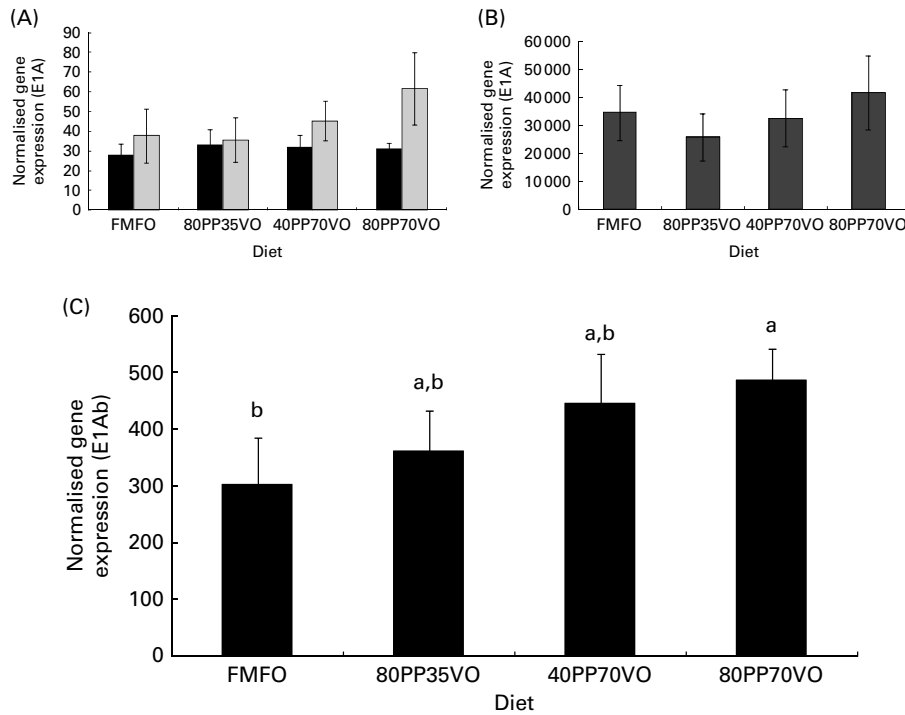 (A)
Normalised gene
expression (E1A)
90
80
70
60
50
40
30
20
10
0
FMFO 80PP35VO 40PP70VO 80PP70VO
Diet
(B)
Normalised gene
expression (E1A)
60 000
50 000
40 000
30 000
20 000
10 000
0
FMFO 80PP35VO 40PP70VO 80PP70VO
Diet
(C)
Normalised gene
expression (E1Ab)
600
500
400
300
200
100
0
b
a,b
a,b
a
FMFO 80PP35VO 40PP70VO 80PP70VO
Diet